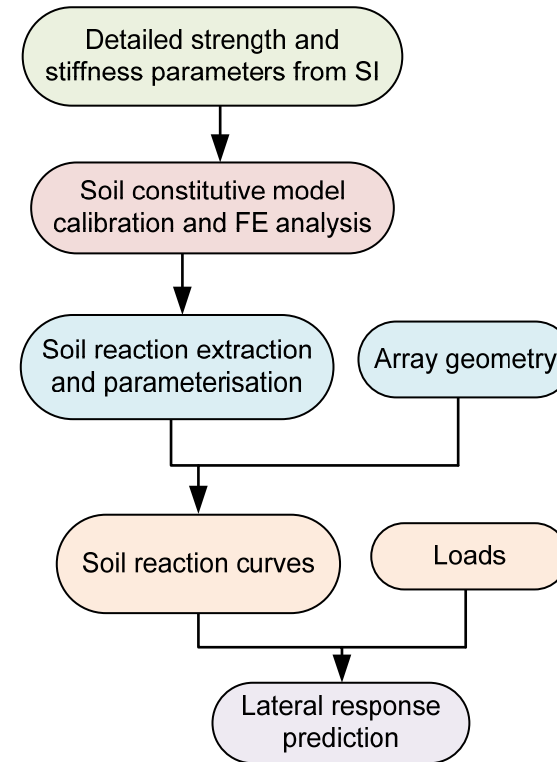 Detailed strength and
stiffness parameters from SI
Soil constitutive model
calibration and FE analysis
Soil reaction extraction
and parameterisation
Array geometry
Soil reaction curves
Loads
Lateral response
prediction